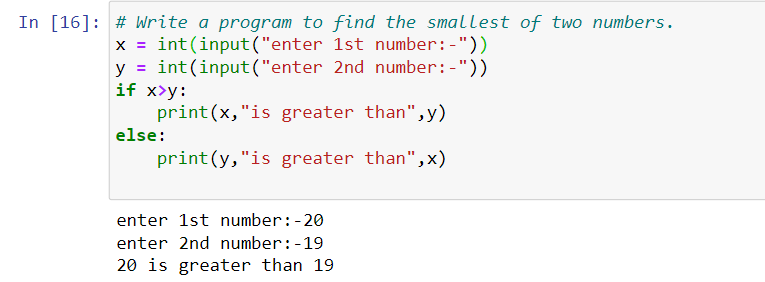 In [16]: # Write a program to find the smallest of two numbers.
x = int(input("enter 1st number:-"))
y = int(input("enter 2nd number:-"))
if x>y:
    print(x,"is greater than",y)
else:
    print(y,"is greater than",x)
enter 1st number:-20
enter 2nd number:-19
20 is greater than 19